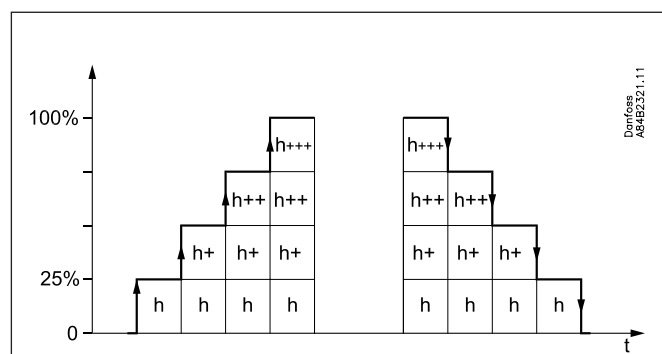 Danfoss
A84B2321.11
100%
h+++ h+++
h++ h++ h++ h++
h+ h+ h+ h+ h+ h+
25%
h h h h h h h h
0
t